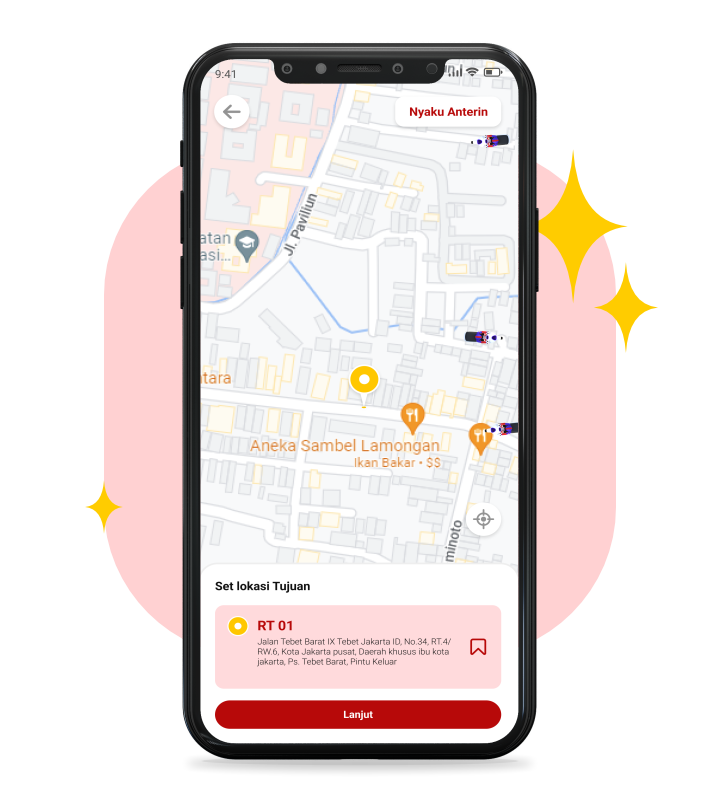 9:41
Nyaku Anterin
Jl. Paviliun
atan
asi...
ntara
Aneka Sambel Lamongan
Ikan Bakar • $$
minoto
Set lokasi Tujuan
RT 01
Jalan Tebet Barat IX Tebet Jakarta ID, No.34, RT.4/
RW.6, Kota Jakarta pusat, Daerah khusus ibu kota
jakarta, Ps. Tebet Barat, Pintu Keluar
Lanjut